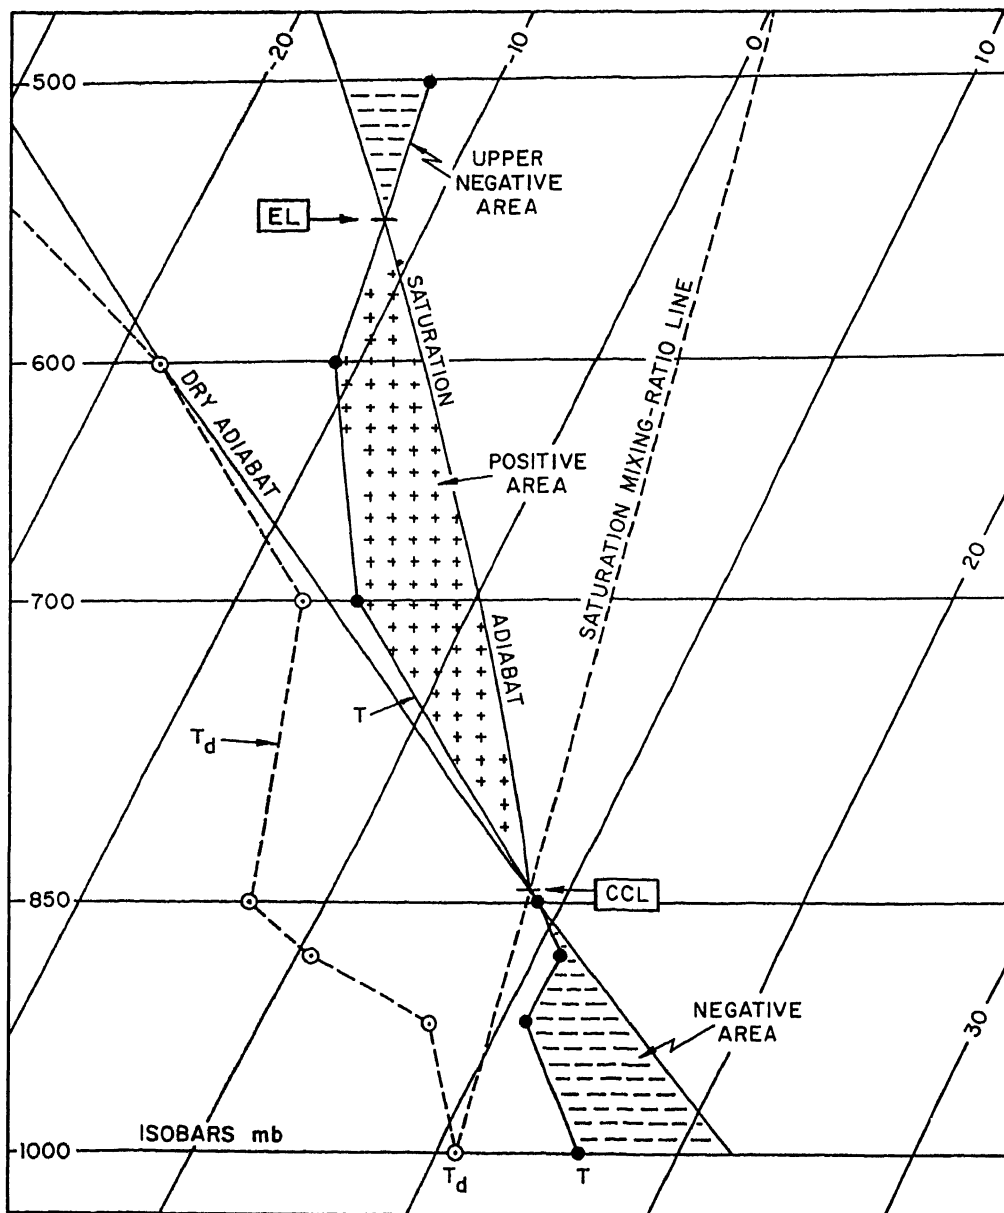 -20
-10
0
10
500
UPPER
NEGATIVE
AREA
EL
SATURATION
600
DRY ADIABAT
SATURATION MIXING-RATIO LINE
POSITIVE
AREA
20
700
ADIABAT
T
Td
850
CCL
NEGATIVE
AREA
30
ISOBARS mb
1000
Td
T